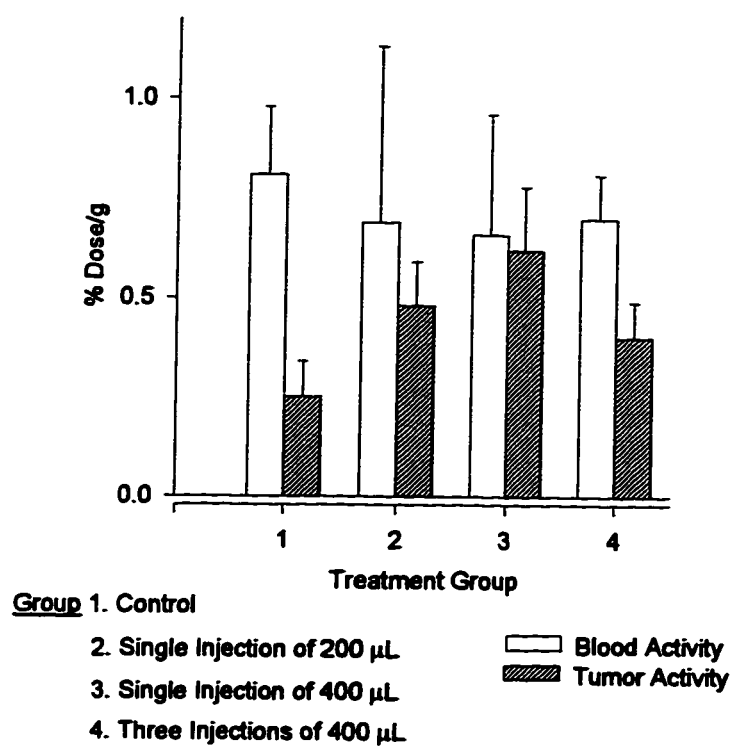 1.0
% Dose/g
0.5
0.0
1 2 3 4
Treatment Group
Group 1. Control
2. Single Injection of 200 μL
3. Single Injection of 400 μL
4. Three Injections of 400 μL
Blood Activity
Tumor Activity